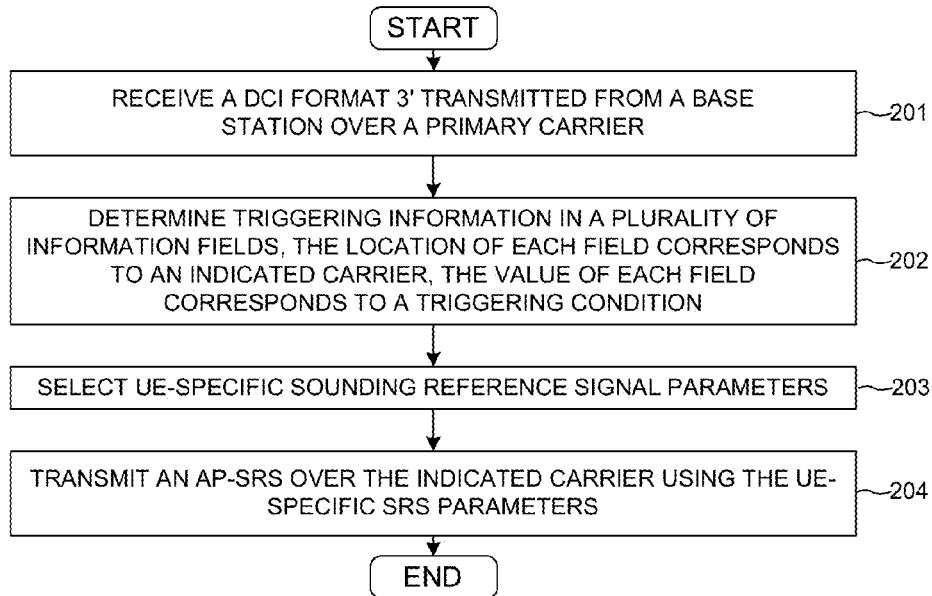 START
RECEIVE A DCI FORMAT 3' TRANSMITTED FROM A BASE
STATION OVER A PRIMARY CARRIER
201
DETERMINE TRIGGERING INFORMATION IN A PLURALITY OF
INFORMATION FIELDS, THE LOCATION OF EACH FIELD CORRESPONDS
TO AN INDICATED CARRIER, THE VALUE OF EACH FIELD
CORRESPONDS TO A TRIGGERING CONDITION
202
SELECT UE-SPECIFIC SOUNDING REFERENCE SIGNAL PARAMETERS
203
TRANSMIT AN AP-SRS OVER THE INDICATED CARRIER USING THE UE-
SPECIFIC SRS PARAMETERS
204
END